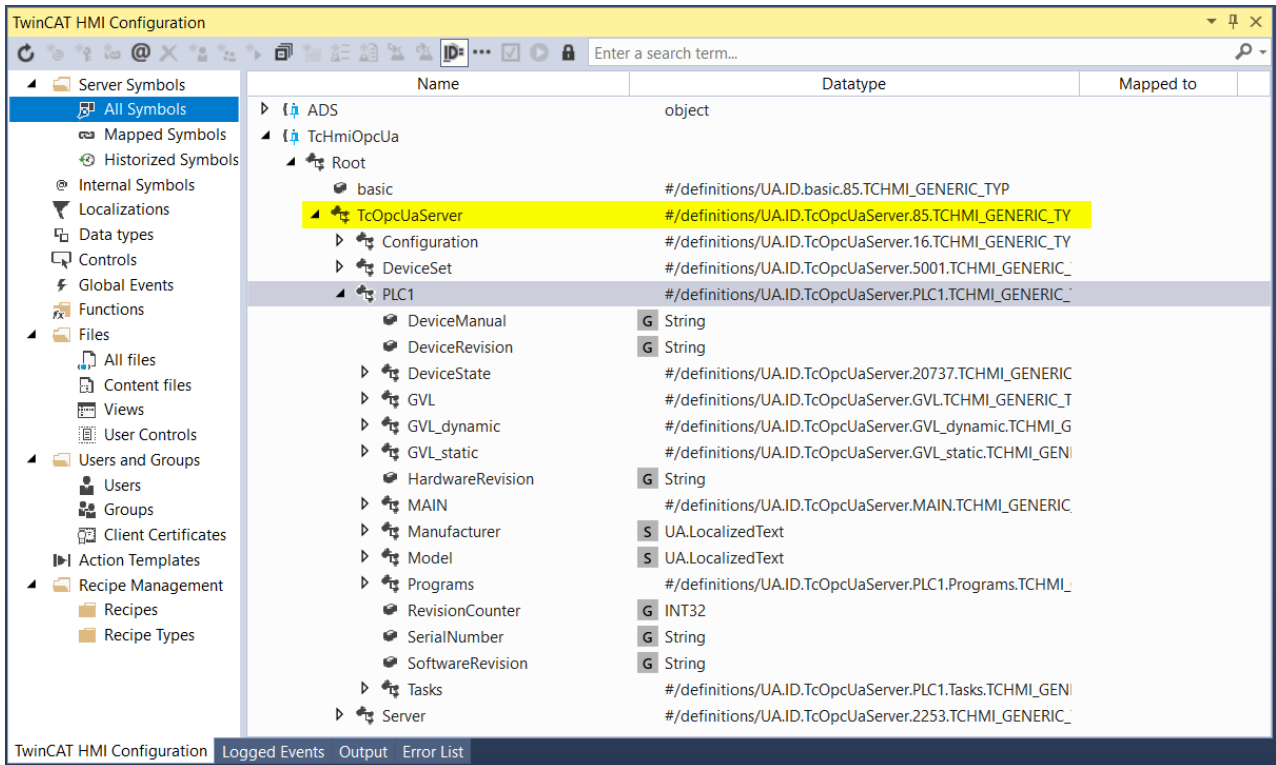 TwinCAT HMI Configuration
Enter a search term...
Server Symbols
All Symbols
Mapped Symbols
Historized Symbols
Internal Symbols
Localizations
Data types
Controls
Global Events
Functions
Files
All files
Content files
Views
User Controls
Users and Groups
Users
Groups
Client Certificates
Action Templates
Recipe Management
Recipes
Recipe Types
Name Datatype Mapped to
ADS object
TcHmiOpcUa
Root
basic #/definitions/UA.ID.basic.85.TCHMI_GENERIC_TYP
TcOpcUaServer #/definitions/UA.ID.TcOpcUaServer.85.TCHMI_GENERIC_TY
Configuration #/definitions/UA.ID.TcOpcUaServer.16.TCHMI_GENERIC_TY
DeviceSet #/definitions/UA.ID.TcOpcUaServer.5001.TCHMI_GENERIC_
PLC1 #/definitions/UA.ID.TcOpcUaServer.PLC1.TCHMI_GENERIC_
DeviceManual G String
DeviceRevision G String
DeviceState #/definitions/UA.ID.TcOpcUaServer.20737.TCHMI_GENERIC
GVL #/definitions/UA.ID.TcOpcUaServer.GVL.TCHMI_GENERIC_T
GVL_dynamic #/definitions/UA.ID.TcOpcUaServer.GVL_dynamic.TCHMI_G
GVL_static #/definitions/UA.ID.TcOpcUaServer.GVL_static.TCHMI_GENI
HardwareRevision G String
MAIN #/definitions/UA.ID.TcOpcUaServer.MAIN.TCHMI_GENERIC_
Manufacturer S UA.LocalizedText
Model S UA.LocalizedText
Programs #/definitions/UA.ID.TcOpcUaServer.PLC1.Programs.TCHMI_
RevisionCounter G INT32
SerialNumber G String
SoftwareRevision G String
Tasks #/definitions/UA.ID.TcOpcUaServer.PLC1.Tasks.TCHMI_GENI
Server #/definitions/UA.ID.TcOpcUaServer.2253.TCHMI_GENERIC_
TwinCAT HMI Configuration Logged Events Output Error List